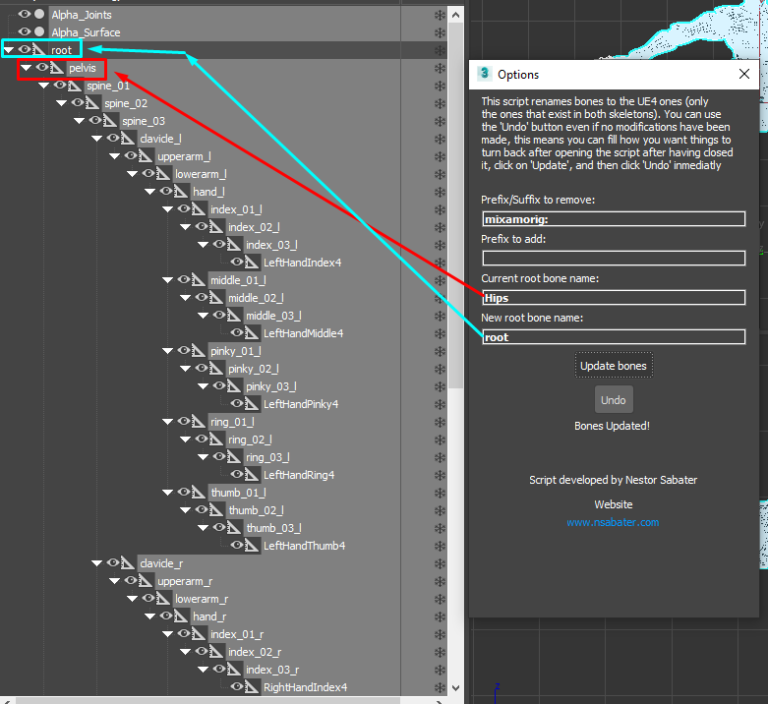 Alpha_Joints
Alpha_Surface
root
pelvis
spine_01
spine_02
spine_03
clavicle_l
upperarm_l
lowerarm_l
hand_l
index_01_l
index_02_l
index_03_l
LeftHandIndex4
middle_01_l
middle_02_l
middle_03_l
LeftHandMiddle4
pinky_01_l
pinky_02_l
pinky_03_l
LeftHandPinky4
ring_01_l
ring_02_l
ring_03_l
LeftHandRing4
thumb_01_l
thumb_02_l
thumb_03_l
LeftHandThumb4
clavicle_r
upperarm_r
lowerarm_r
hand_r
index_01_r
index_02_r
index_03_r
RightHandIndex4
3 Options
This script renames bones to the UE4 ones (only
the ones that exist in both skeletons). You can use
the 'Undo' button even if no modifications have been
made, this means you can fill how you want things to
turn back after opening the script after having closed
it, click on 'Update', and then click 'Undo' inmediatly
Prefix/Suffix to remove:
mixamorig:
Prefix to add:
Current root bone name:
Hips
New root bone name:
root
Update bones
Undo
Bones Updated!
Script developed by Nestor Sabater
Website
www.nsabater.com
z